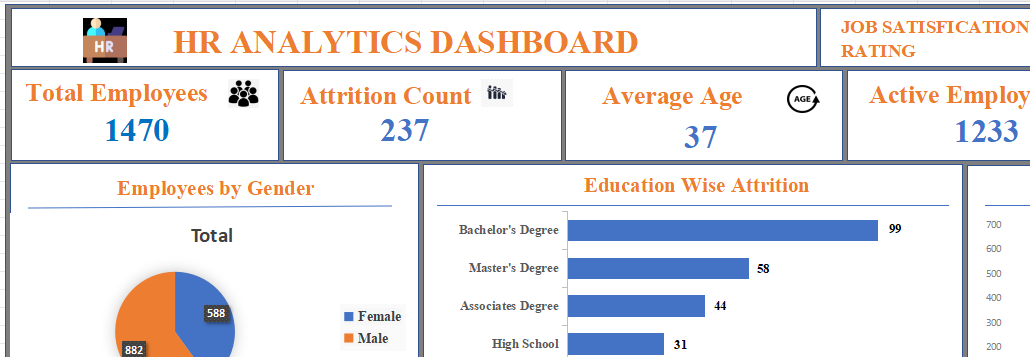 HR
HR ANALYTICS DASHBOARD
JOB SATISFICATION
RATING
Total Employees
1470
Attrition Count
237
Average Age
AGE
37
Active Employ
1233
Employees by Gender
Total
588
882
Female
Male
Education Wise Attrition
Bachelor's Degree 99
Master's Degree 58
Associates Degree 44
High School 31
700
600
500
400
300
200